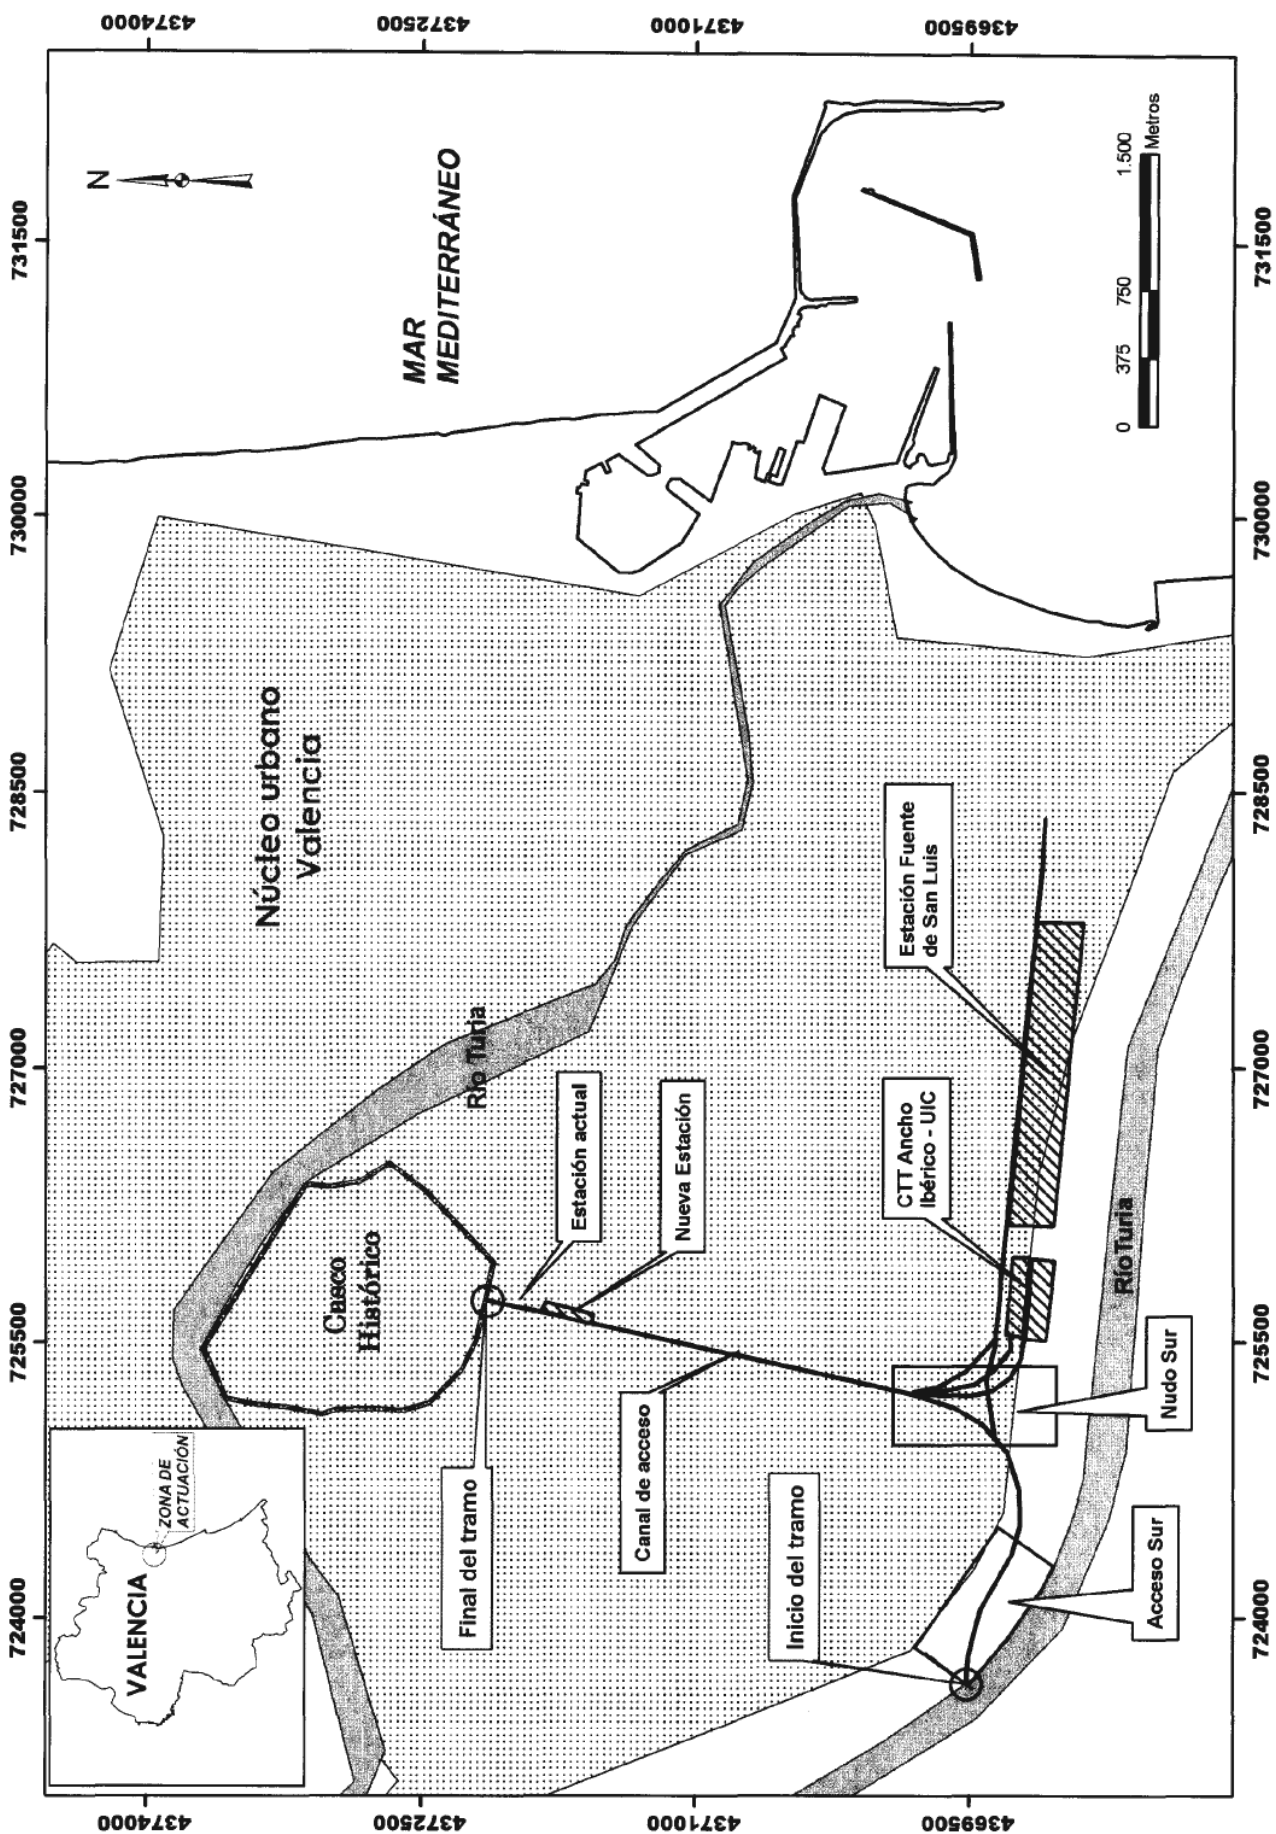 724000
725500
727000
728500
730000
731500
4374000
4372500
4371000
4369500
VALENCIA
ZONA DE
ACTUACIÓN
N
MAR
MEDITERRÁNEO
Núcleo urbano
Valencia
Río Turia
Casco
Histórico
Estación actual
Nueva Estación
Final del tramo
Canal de acceso
Inicio del tramo
Estación Fuente
de San Luis
CTT Ancho
Ibérico - UIC
Río Turia
Nudo Sur
Acceso Sur
0 375 750 1.500
Metros
4374000
4372500
4371000
4369500
724000
725500
727000
728500
730000
731500